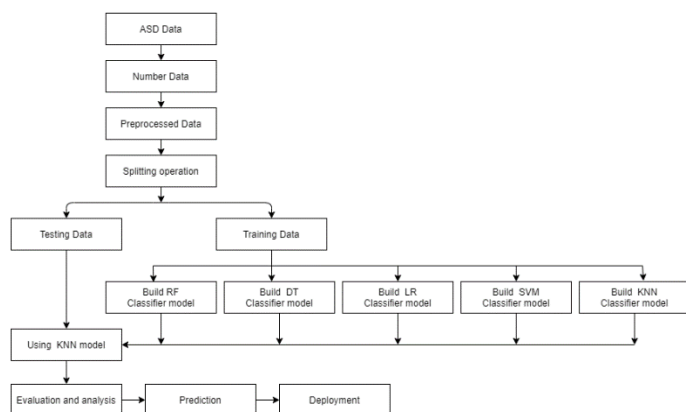 ASD Data
Number Data
Preprocessed Data
Splitting operation
Testing Data
Training Data
Build RF
Classifier model
Build DT
Classifier model
Build LR
Classifier model
Build SVM
Classifier model
Build KNN
Classifier model
Using KNN model
Evaluation and analysis
Prediction
Deployment